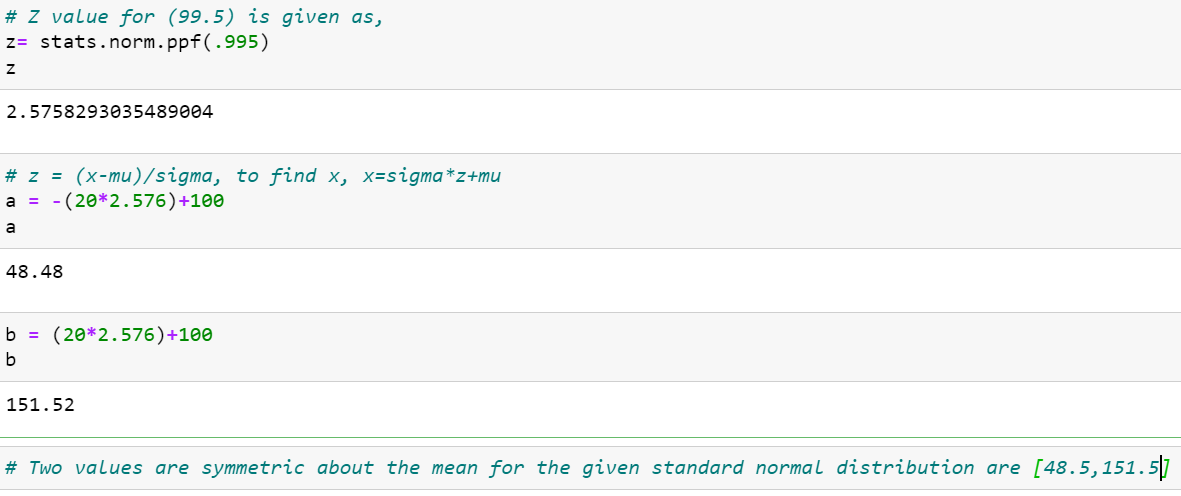 # Z value for (99.5) is given as,
z= stats.norm.ppf(.995)
z
2.5758293035489004
# z = (x-mu)/sigma, to find x, x=sigma*z+mu
a = -(20*2.576)+100
a
48.48
b = (20*2.576)+100
b
151.52
# Two values are symmetric about the mean for the given standard normal distribution are [48.5,151.5]